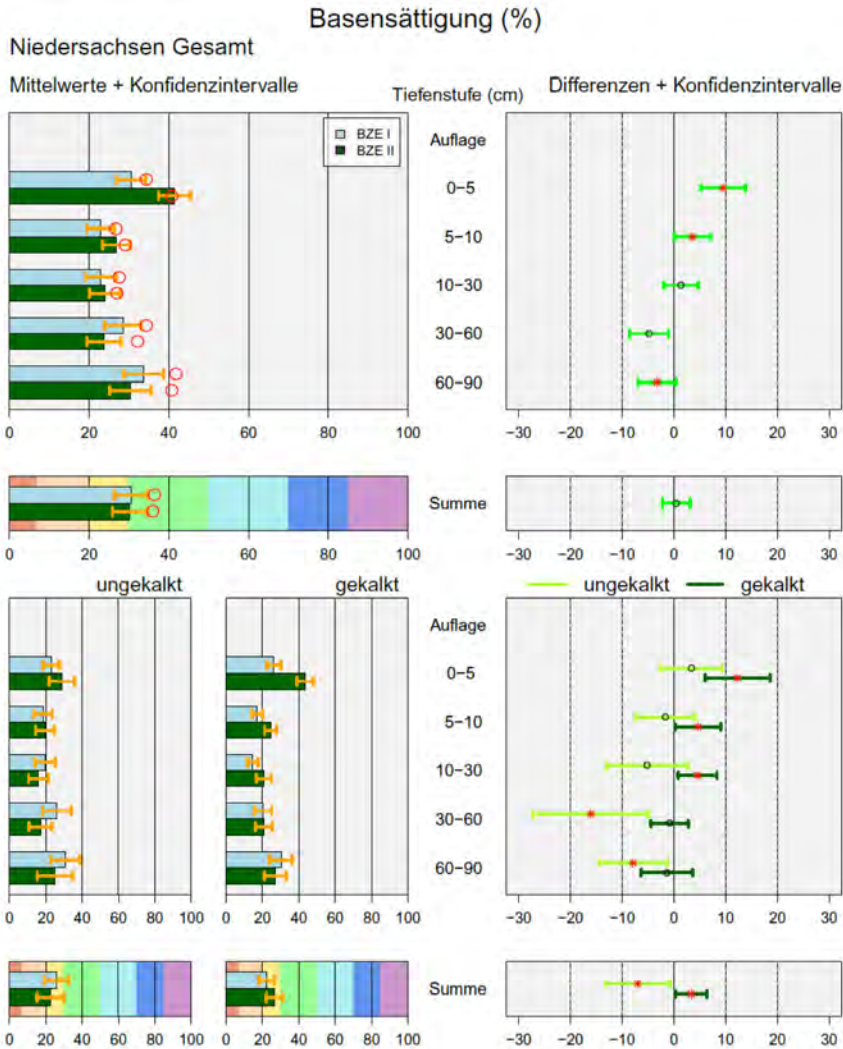 Basensättigung (%)
Niedersachsen Gesamt
Mittelwerte + Konfidenzintervalle
Tiefenstufe (cm)
Differenzen + Konfidenzintervalle
BZE I
BZE II
Auflage
0−5
5−10
10−30
30−60
60−90
0 20 40 60 80 100
−30 −20 −10 0 10 20 30
Summe
0 20 40 60 80 100
−30 −20 −10 0 10 20 30
ungekalkt
gekalkt
ungekalkt gekalkt
Auflage
0−5
5−10
10−30
30−60
60−90
0 20 40 60 80 100
0 20 40 60 80 100
−30 −20 −10 0 10 20 30
Summe
0 20 40 60 80 100
0 20 40 60 80 100
−30 −20 −10 0 10 20 30